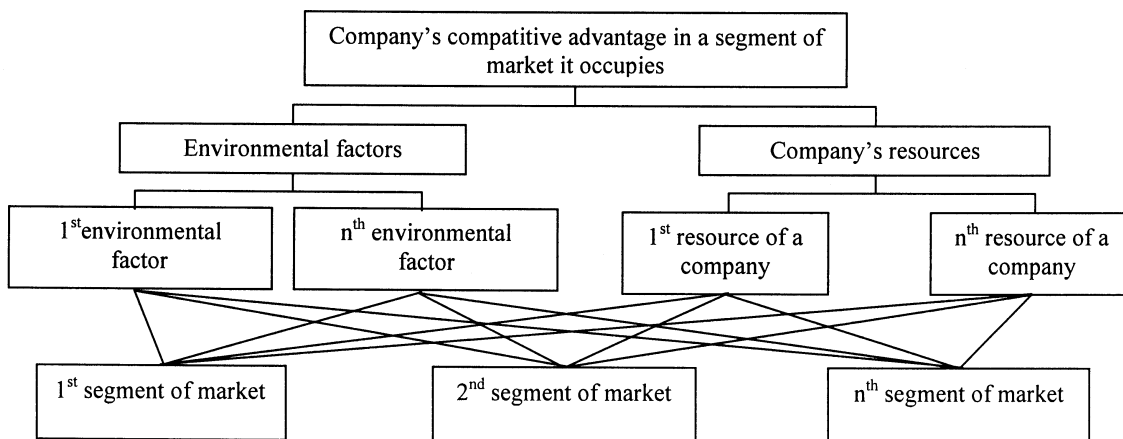 Company's compatitive advantage in a segment of
market it occupies
Environmental factors
Company's resources
1st environmental
factor
nth environmental
factor
1st resource of a
company
nth resource of a
company
1st segment of market
2nd segment of market
nth segment of market